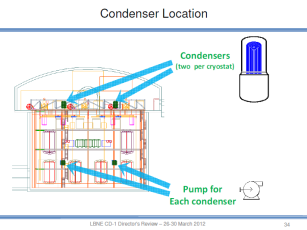 Condenser Location
Condensers
(two per cryostat)
Pump for
Each condenser
LBNE CD-1 Director's Review – 26-30 March 2012
34